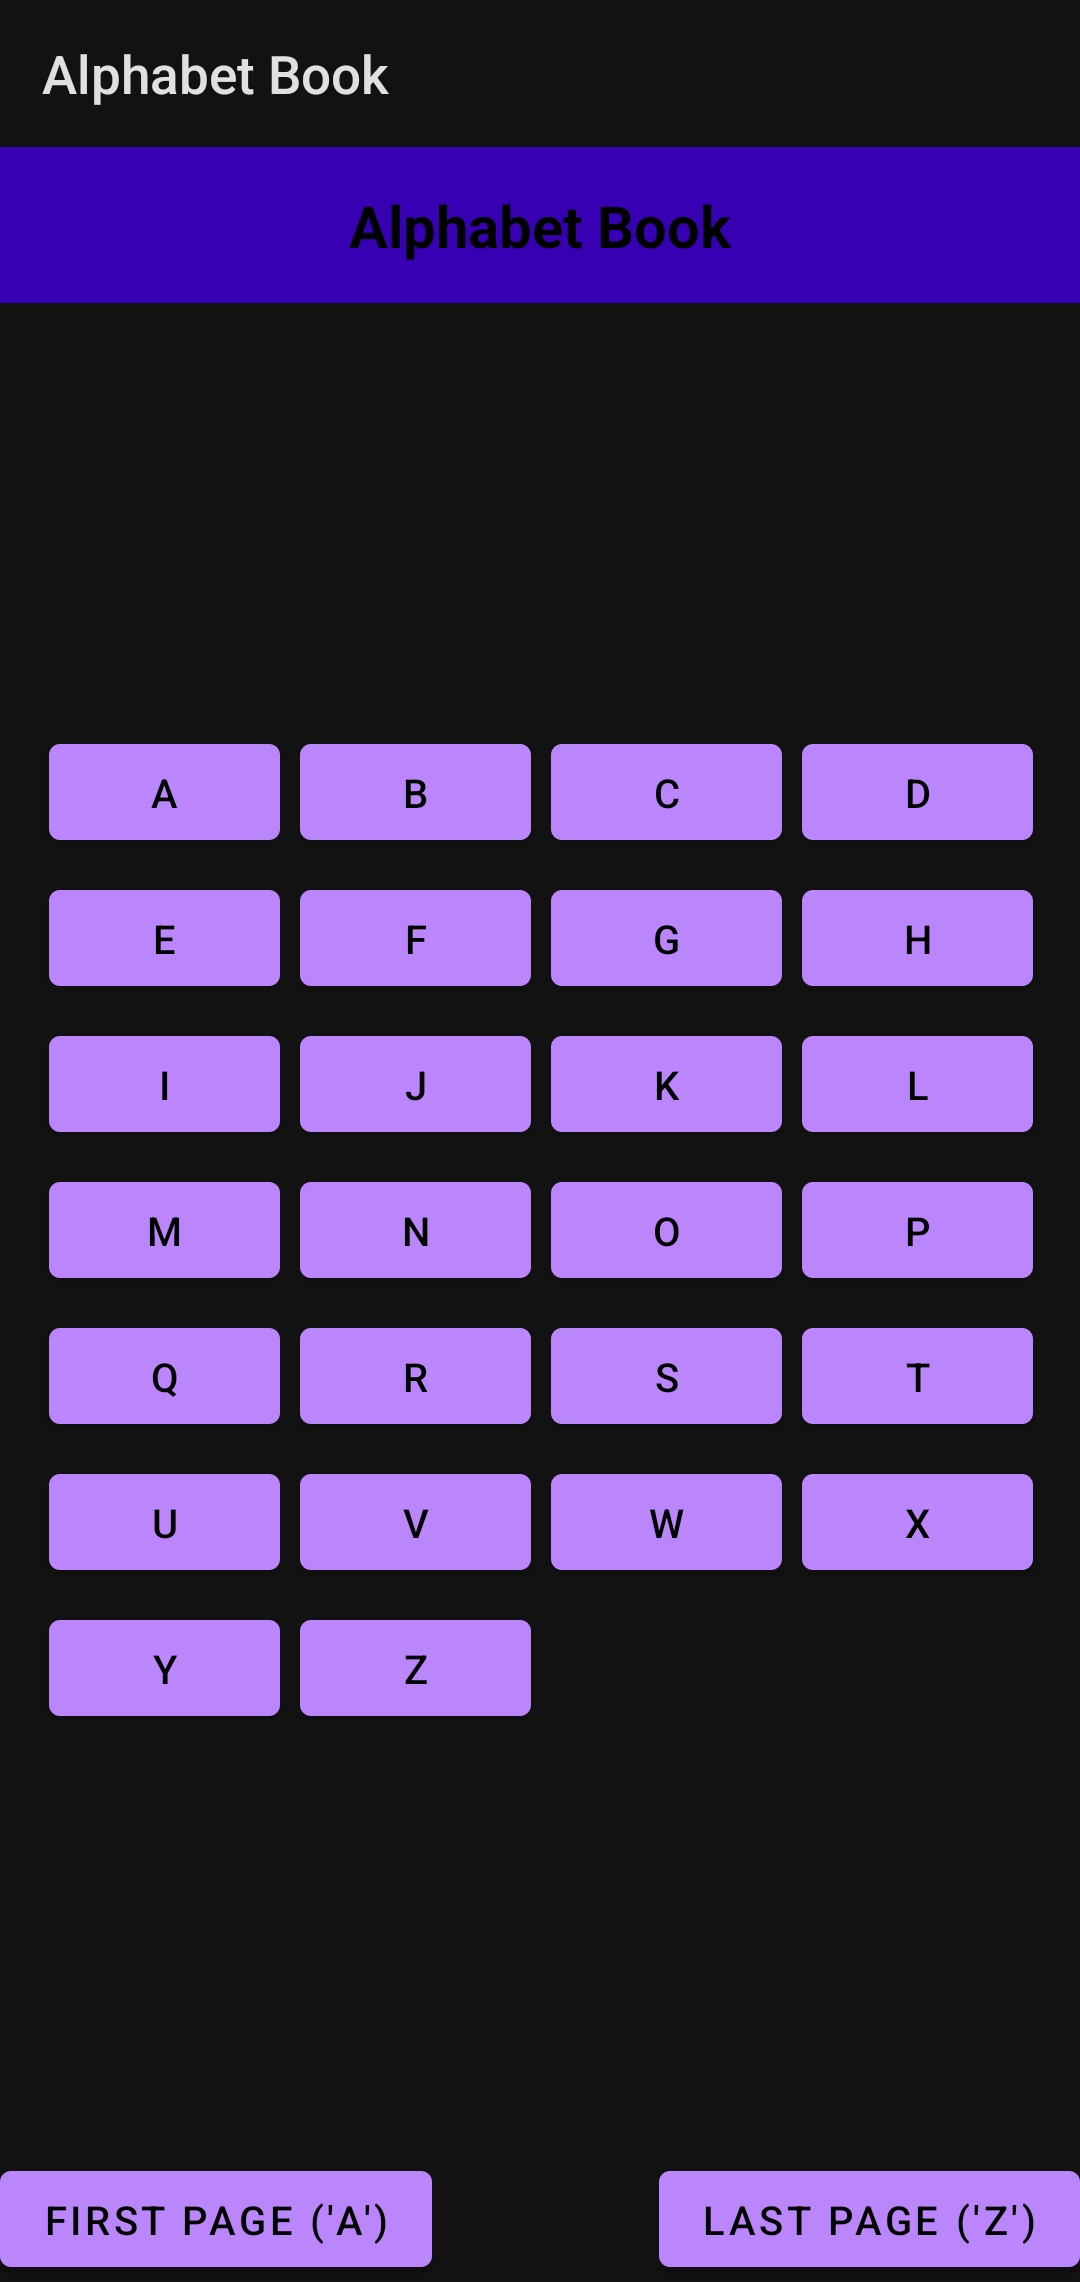 Alphabet Book
Alphabet Book
A B C D
E F G H
I J K L
M N O P
Q R S T
U V W X
Y Z
FIRST PAGE ('A') LAST PAGE ('Z')